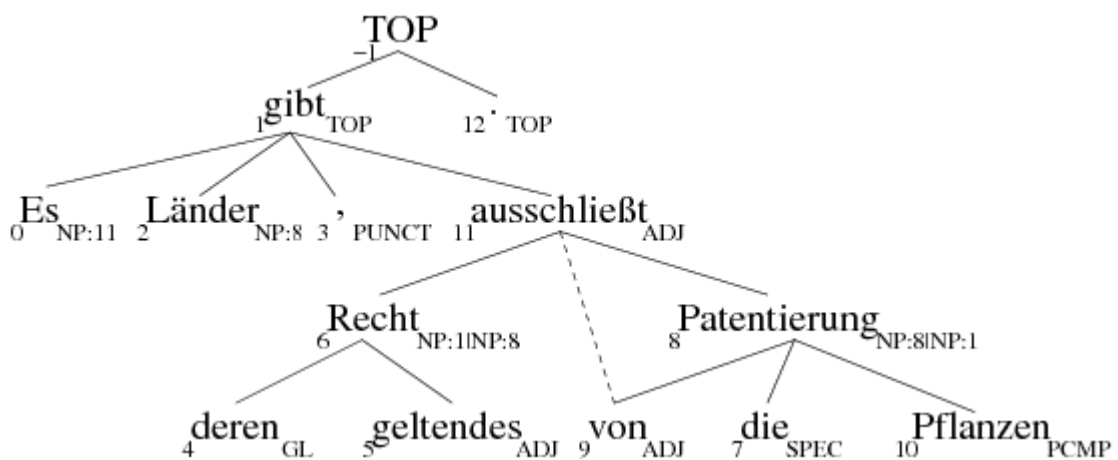 -1 TOP
1 gibt TOP 12 . TOP
0 Es NP:11 2 Länder NP:8 3 , PUNCT 11 ausschließt ADJ
6 Recht NP:1|NP:8 8 Patentierung NP:8|NP:1
4 deren GL 5 geltendes ADJ 9 von ADJ 7 die SPEC 10 Pflanzen PCMP